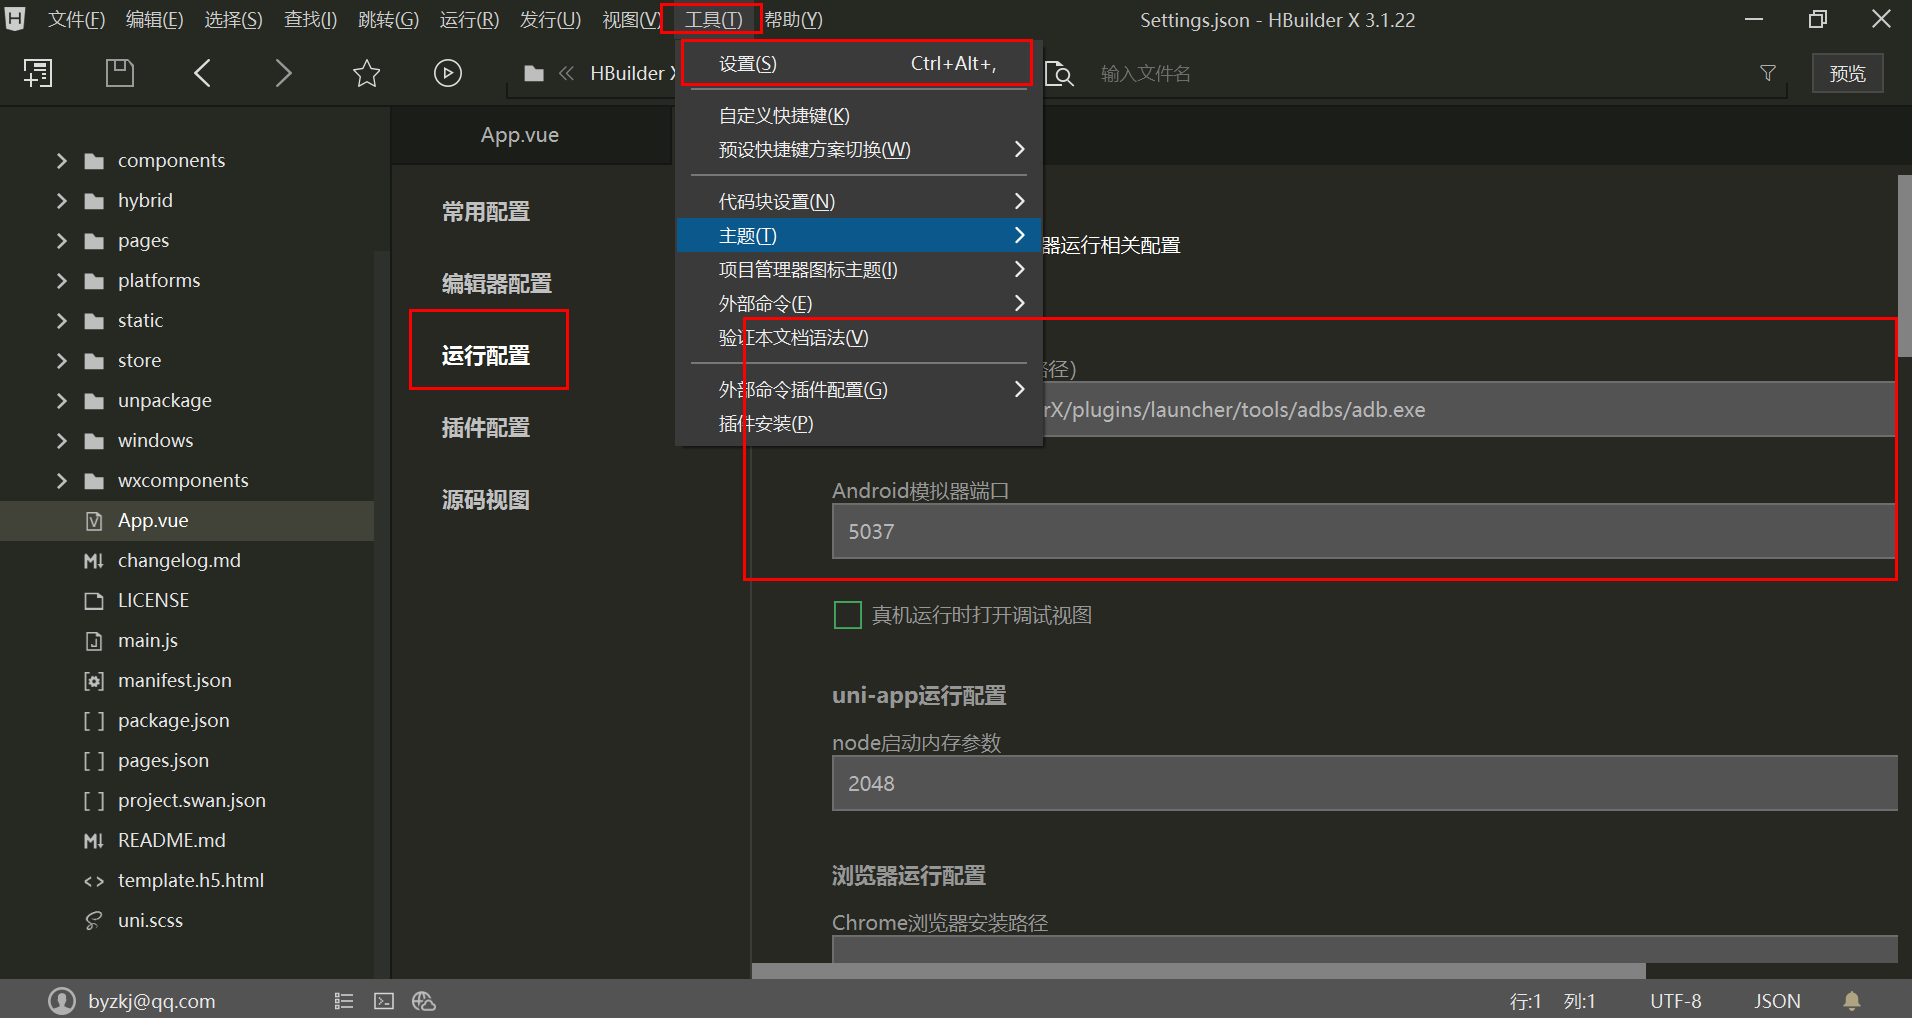 文件(F) 编辑(E) 选择(S) 查找(I) 跳转(G) 运行(R) 发行(U) 视图(V) 工具(T) 帮助(Y)
Settings.json - HBuilder X 3.1.22
HBuilder X
输入文件名
预览
设置(S) Ctrl+Alt+,
自定义快捷键(K)
预设快捷键方案切换(W)
代码块设置(N)
主题(T)
项目管理器图标主题(I)
外部命令(E)
验证本文档语法(V)
外部命令插件配置(G)
插件安装(P)
components
hybrid
pages
platforms
static
store
unpackage
windows
wxcomponents
App.vue
changelog.md
LICENSE
main.js
manifest.json
package.json
pages.json
project.swan.json
README.md
template.h5.html
uni.scss
App.vue
常用配置
编辑器配置
运行配置
插件配置
源码视图
器运行相关配置
路径)
rX/plugins/launcher/tools/adbs/adb.exe
Android模拟器端口
5037
真机运行时打开调试视图
uni-app运行配置
node启动内存参数
2048
浏览器运行配置
Chrome浏览器安装路径
byzkj@qq.com
行:1 列:1 UTF-8 JSON